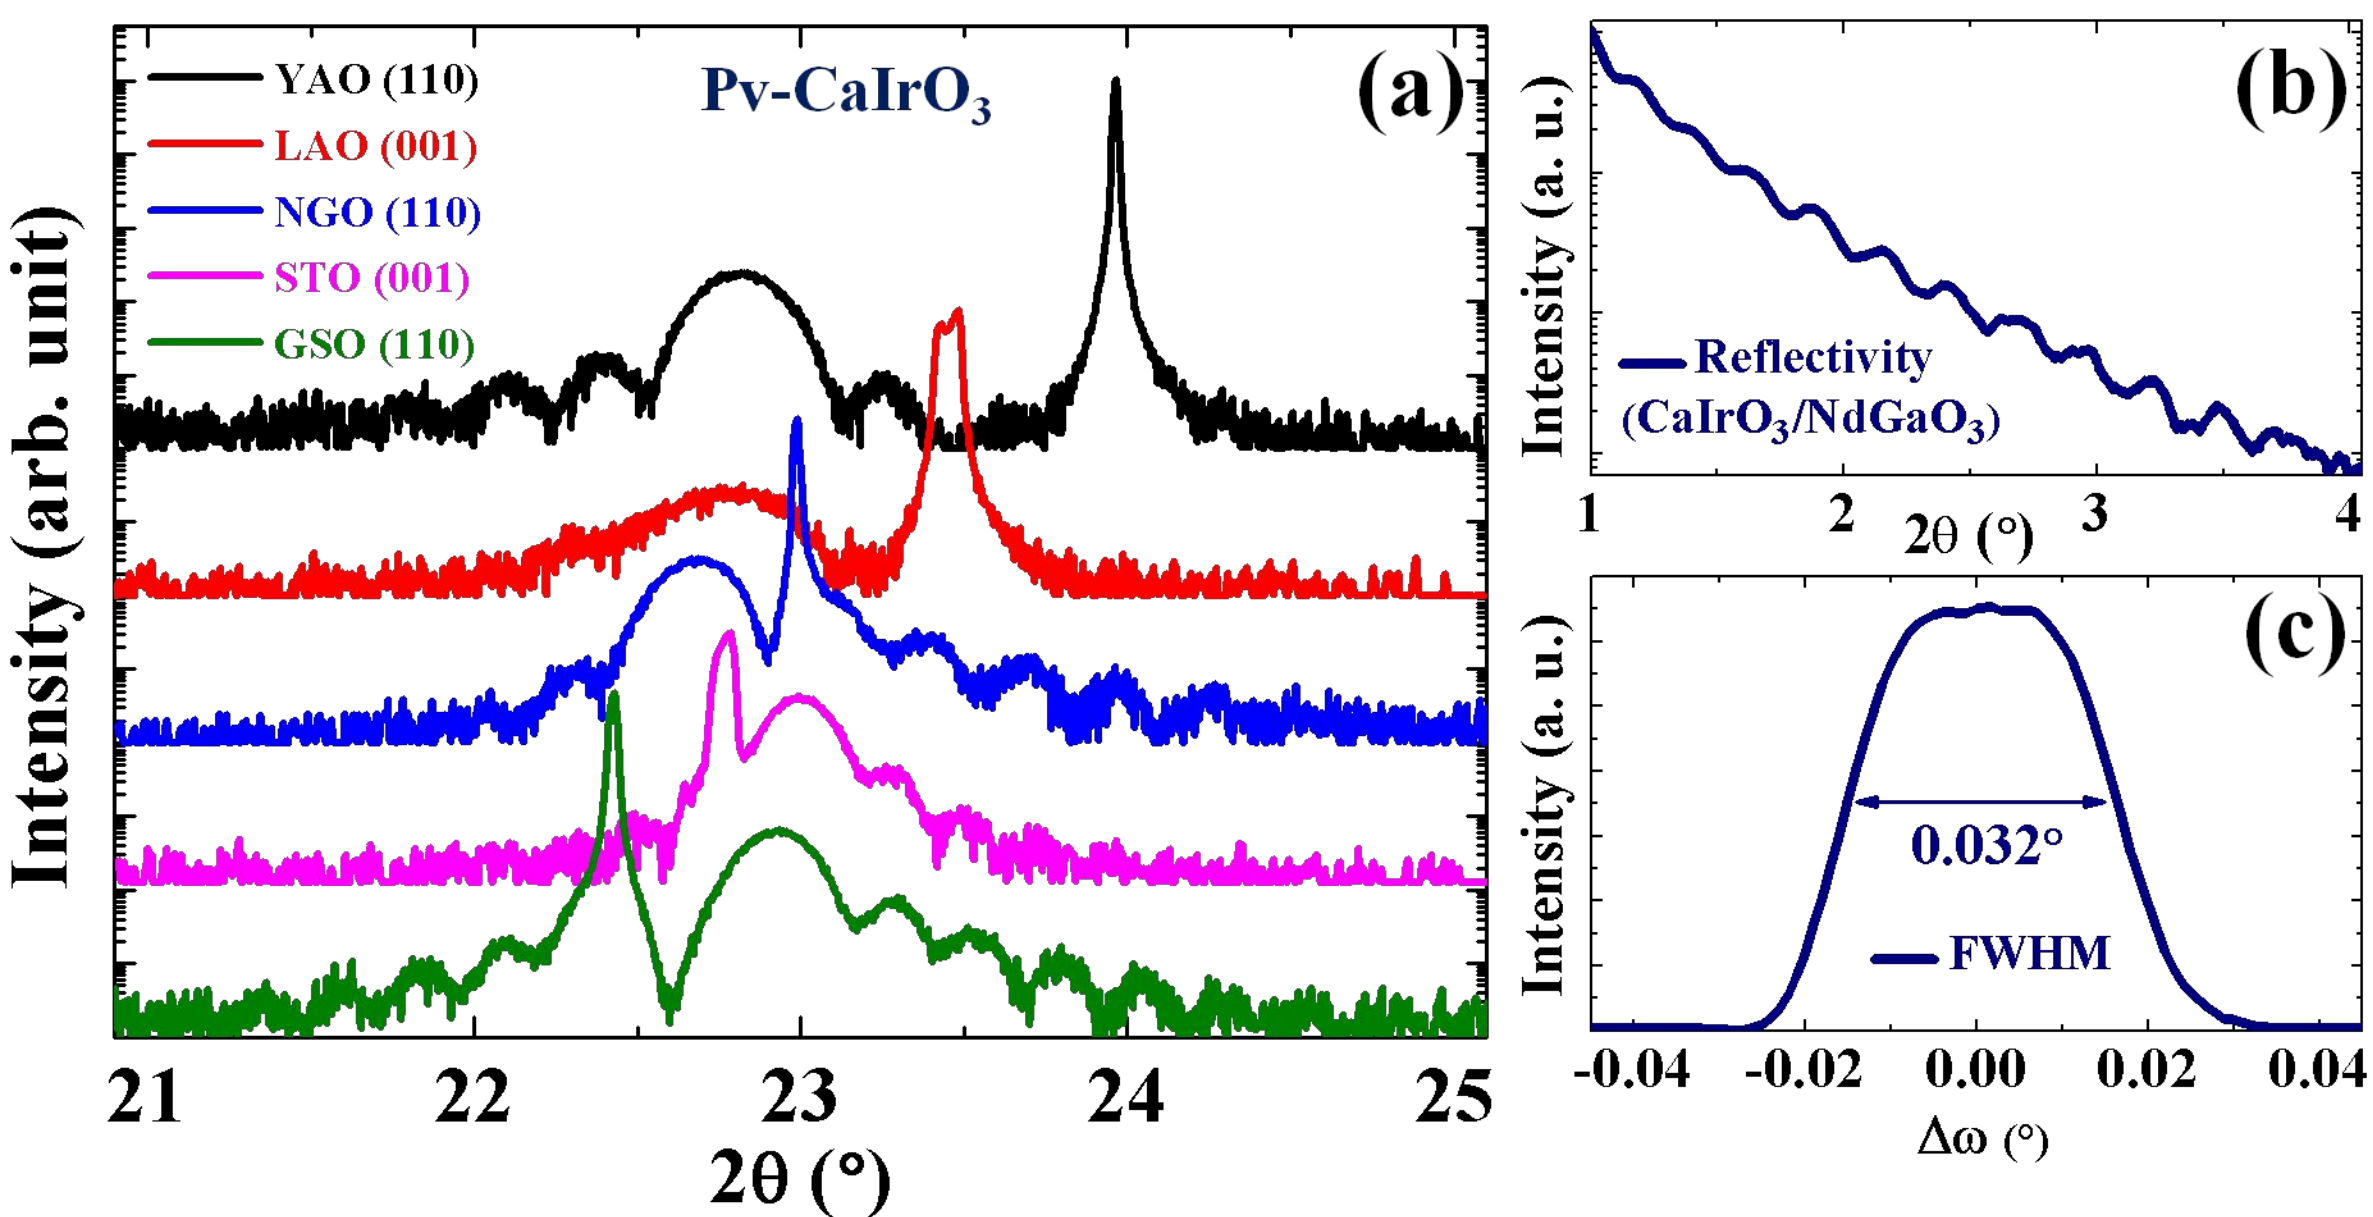 Intensity (arb. unit)
YAO (110)
LAO (001)
NGO (110)
STO (001)
GSO (110)
Pv-CaIrO₃
(a)
21 22 23 24 25
2θ (°)
Intensity (a. u.)
(b)
Reflectivity
(CaIrO₃/NdGaO₃)
1 2 3 4
2θ (°)
Intensity (a. u.)
(c)
0.032°
FWHM
-0.04 -0.02 0.00 0.02 0.04
Δω (°)